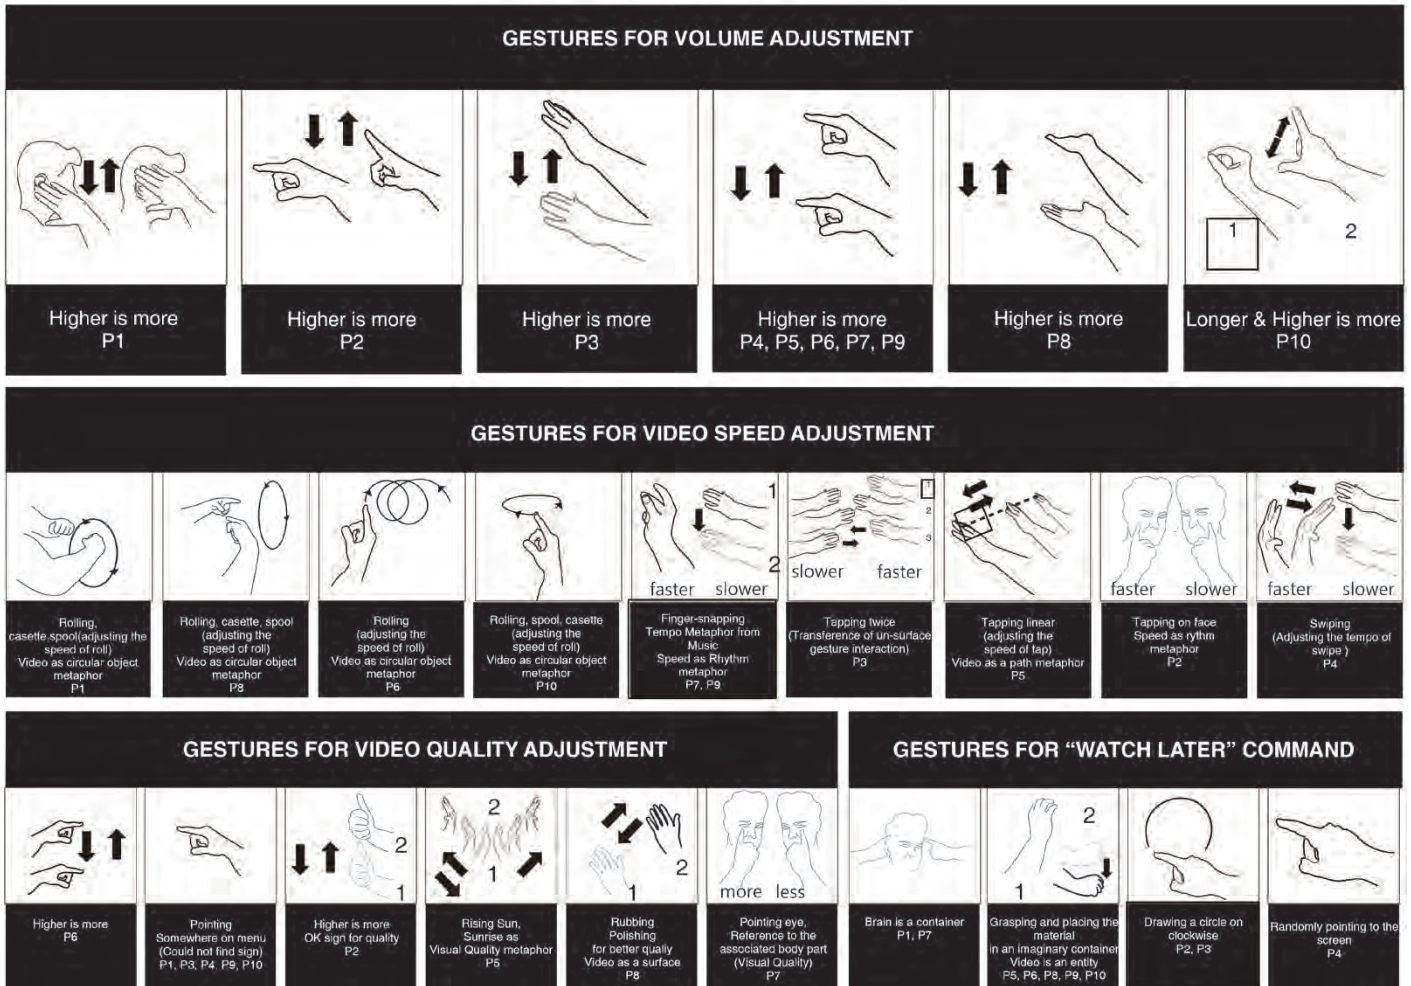 GESTURES FOR VOLUME ADJUSTMENT
1
2
Higher is more
P1
Higher is more
P2
Higher is more
P3
Higher is more
P4, P5, P6, P7, P9
Higher is more
P8
Longer & Higher is more
P10
GESTURES FOR VIDEO SPEED ADJUSTMENT
1
2
faster slower
1
2
3
slower faster
faster slower
faster slower
Rolling,
casette,spool(adjusting the
speed of roll)
Video as circular object
metaphor
P1
Rolling, casette, spool
(adjusting the
speed of roll)
Video as circular object
metaphor
P8
Rolling
(adjusting the
speed of roll)
Video as circular object
metaphor
P6
Rolling, spool, casette
(adjusting the
speed of roll)
Video as circular object
metaphor
P10
Finger-snapping
Tempo Metaphor from
Music
Speed as Rhythm
metaphor
P7, P9
Tapping twice
(Transference of un-surface
gesture interaction)
P3
Tapping linear
(adjusting the
speed of tap)
Video as a path metaphor
P5
Tapping on face
Speed as rythm
metaphor
P2
Swiping
(Adjusting the tempo of
swipe )
P4
GESTURES FOR VIDEO QUALITY ADJUSTMENT
2
1
2
1
2
1
more less
Higher is more
P6
Pointing
Somewhere on menu
(Could not find sign)
P1, P3, P4, P9, P10
Higher is more
OK sign for quality
P2
Rising Sun,
Sunrise as
Visual Quality metaphor
P5
Rubbing
Polishing
for better qually
Video as a surface
P8
Pointing eye,
Reference to the
associated body part
(Visual Quality)
P7
GESTURES FOR “WATCH LATER” COMMAND
2
1
Brain is a container
P1, P7
Grasping and placing the
material
in an imaginary container
Video is an entity
P5, P6, P8, P9, P10
Drawing a circle on
clockwise
P2, P3
Randomly pointing to the
screen
P4